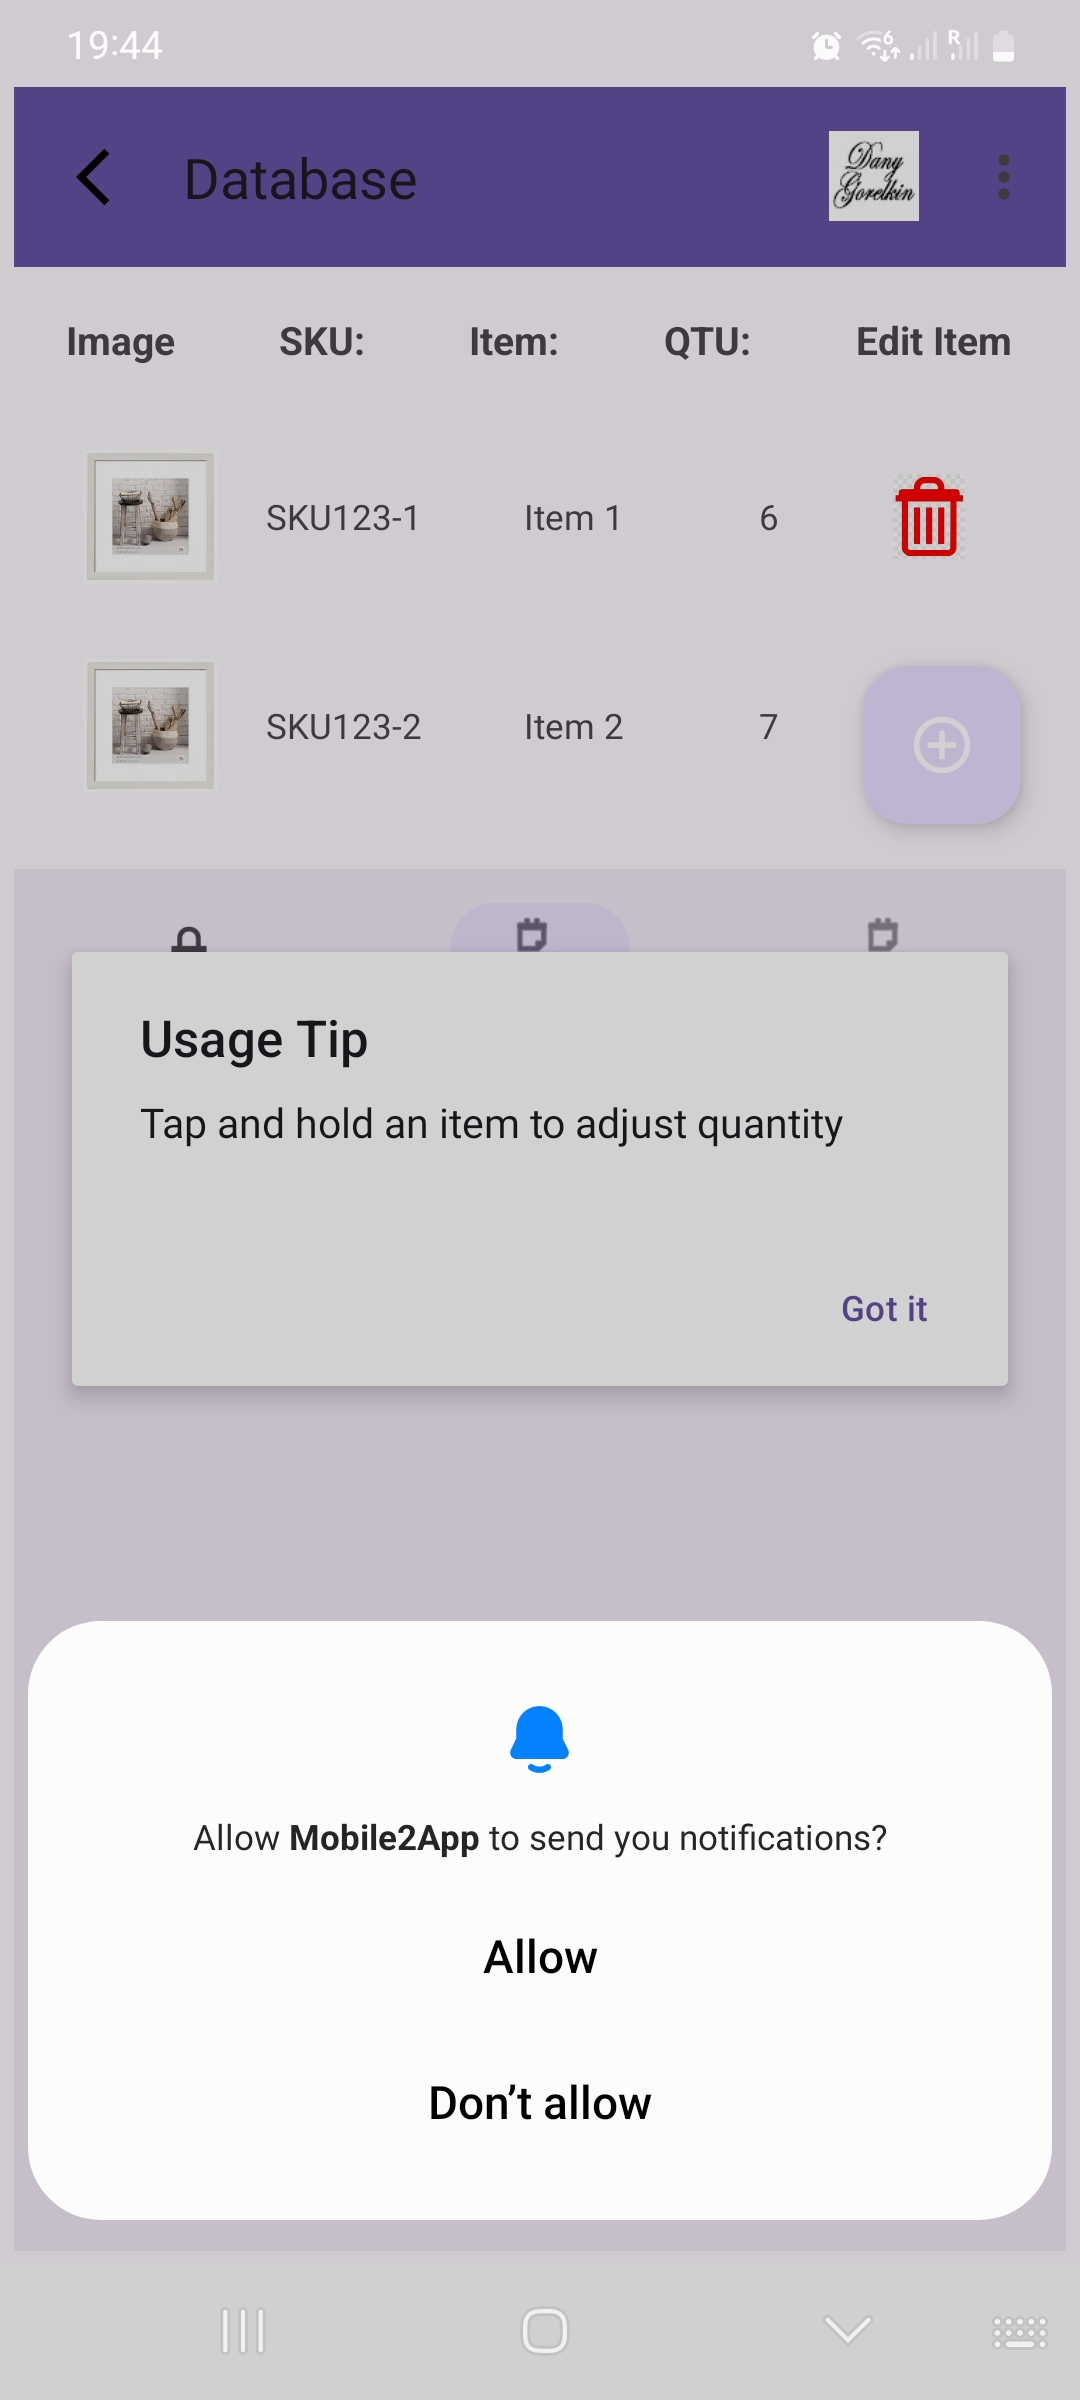 19:44
6
R
Database
Dany
Gorelkin
Image SKU: Item: QTU: Edit Item
SKU123-1 Item 1 6
SKU123-2 Item 2 7
Usage Tip
Tap and hold an item to adjust quantity
Got it
Allow Mobile2App to send you notifications?
Allow
Don’t allow